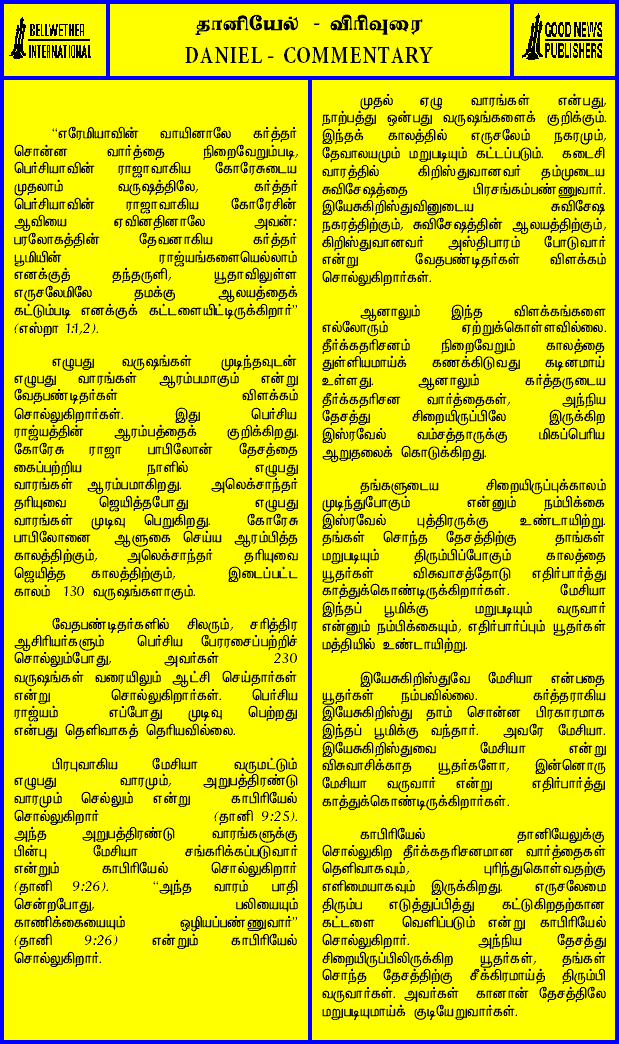 BELLWETHER
INTERNATIONAL
தானியேல் - விரிவுரை
DANIEL - COMMENTARY
GOOD NEWS
PUBLISHERS
“எரேமியாவின் வாயினாலே கர்த்தர்
சொன்ன வார்த்தை நிறைவேறும்படி,
பெர்சியாவின் ராஜாவாகிய கோரேசுடைய
முதலாம் வருஷத்திலே, கர்த்தர்
பெர்சியாவின் ராஜாவாகிய கோரேசின்
ஆவியை ஏவினதினாலே அவன்:
பரலோகத்தின் தேவனாகிய கர்த்தர்
பூமியின் ராஜ்யங்களையெல்லாம்
எனக்குத் தந்தருளி, யூதாவிலுள்ள
எருசலேமிலே தமக்கு ஆலயத்தைக்
கட்டும்படி எனக்குக் கட்டளையிட்டிருக்கிறார்”
(எஸ்றா 1:1,2).
எழுபது வருஷங்கள் முடிந்தவுடன்
எழுபது வாரங்கள் ஆரம்பமாகும் என்று
வேதபண்டிதர்கள் விளக்கம்
சொல்லுகிறார்கள். இது பெர்சிய
ராஜ்யத்தின் ஆரம்பத்தைக் குறிக்கிறது.
கோரேசு ராஜா பாபிலோன் தேசத்தை
கைப்பற்றிய நாளில் எழுபது
வாரங்கள் ஆரம்பமாகிறது. அலெக்சாந்தர்
தரியுவை ஜெயித்தபோது எழுபது
வாரங்கள் முடிவு பெறுகிறது. கோரேசு
பாபிலோனை ஆளுகை செய்ய ஆரம்பித்த
காலத்திற்கும், அலெக்சாந்தர் தரியுவை
ஜெயித்த காலத்திற்கும், இடைப்பட்ட
காலம் 130 வருஷங்களாகும்.
வேதபண்டிதர்களில் சிலரும், சரித்திர
ஆசிரியர்களும் பெர்சிய பேரரசைப்பற்றிச்
சொல்லும்போது, அவர்கள் 230
வருஷங்கள் வரையிலும் ஆட்சி செய்தார்கள்
என்று சொல்லுகிறார்கள். பெர்சிய
ராஜ்யம் எப்போது முடிவு பெற்றது
என்பது தெளிவாகத் தெரியவில்லை.
பிரபுவாகிய மேசியா வருமட்டும்
எழுபது வாரமும், அறுபத்திரண்டு
வாரமும் செல்லும் என்று காபிரியேல்
சொல்லுகிறார் (தானி 9:25).
அந்த அறுபத்திரண்டு வாரங்களுக்கு
பின்பு மேசியா சங்கரிக்கப்படுவார்
என்றும் காபிரியேல் சொல்லுகிறார்
(தானி 9:26). “அந்த வாரம் பாதி
சென்றபோது, பலியையும்
காணிக்கையையும் ஒழியப்பண்ணுவார்”
(தானி 9:26) என்றும் காபிரியேல்
சொல்லுகிறார்.
முதல் ஏழு வாரங்கள் என்பது,
நாற்பத்து ஒன்பது வருஷங்களைக் குறிக்கும்.
இந்தக் காலத்தில் எருசலேம் நகரமும்,
தேவாலயமும் மறுபடியும் கட்டப்படும். கடைசி
வாரத்தில் கிறிஸ்துவானவர் தம்முடைய
சுவிசேஷத்தை பிரசங்கம்பண்ணுவார்.
இயேசுகிறிஸ்துவினுடைய சுவிசேஷ
நகரத்திற்கும், சுவிசேஷத்தின் ஆலயத்திற்கும்,
கிறிஸ்துவானவர் அஸ்திபாரம் போடுவார்
என்று வேதபண்டிதர்கள் விளக்கம்
சொல்லுகிறார்கள்.
ஆனாலும் இந்த விளக்கங்களை
எல்லோரும் ஏற்றுக்கொள்ளவில்லை.
தீர்க்கதரிசனம் நிறைவேறும் காலத்தை
துள்ளியமாய்க் கணக்கிடுவது கடினமாய்
உள்ளது. ஆனாலும் கர்த்தருடைய
தீர்க்கதரிசன வார்த்தைகள், அந்நிய
தேசத்து சிறையிருப்பிலே இருக்கிற
இஸ்ரவேல் வம்சத்தாருக்கு மிகப்பெரிய
ஆறுதலைக் கொடுக்கிறது.
தங்களுடைய சிறையிருப்புக்காலம்
முடிந்துபோகும் என்னும் நம்பிக்கை
இஸ்ரவேல் புத்திரருக்கு உண்டாயிற்று.
தங்கள் சொந்த தேசத்திற்கு தாங்கள்
மறுபடியும் திரும்பிப்போகும் காலத்தை
யூதர்கள் விசுவாசத்தோடு எதிர்பார்த்து
காத்துக்கொண்டிருக்கிறார்கள். மேசியா
இந்தப் பூமிக்கு மறுபடியும் வருவார்
என்னும் நம்பிக்கையும், எதிர்பார்ப்பும் யூதர்கள்
மத்தியில் உண்டாயிற்று.
இயேசுகிறிஸ்துவே மேசியா என்பதை
யூதர்கள் நம்பவில்லை. கர்த்தராகிய
இயேசுகிறிஸ்து தாம் சொன்ன பிரகாரமாக
இந்தப் பூமிக்கு வந்தார். அவரே மேசியா.
இயேசுகிறிஸ்துவை மேசியா என்று
விசுவாசிக்காத யூதர்களோ, இன்னொரு
மேசியா வருவார் என்று எதிர்பார்த்து
காத்துக்கொண்டிருக்கிறார்கள்.
காபிரியேல் தானியேலுக்கு
சொல்லுகிற தீர்க்கதரிசனமான வார்த்தைகள்
தெளிவாகவும், புரிந்துகொள்வதற்கு
எளிமையாகவும் இருக்கிறது. எருசலேமை
திரும்ப எடுத்துப்பித்து கட்டுகிறதற்கான
கட்டளை வெளிப்படும் என்று காபிரியேல்
சொல்லுகிறார். அந்நிய தேசத்து
சிறையிருப்பிலிருக்கிற யூதர்கள், தங்கள்
சொந்த தேசத்திற்கு சீக்கிரமாய்த் திரும்பி
வருவார்கள். அவர்கள் கானான் தேசத்திலே
மறுபடியுமாய்க் குடியேறுவார்கள்.